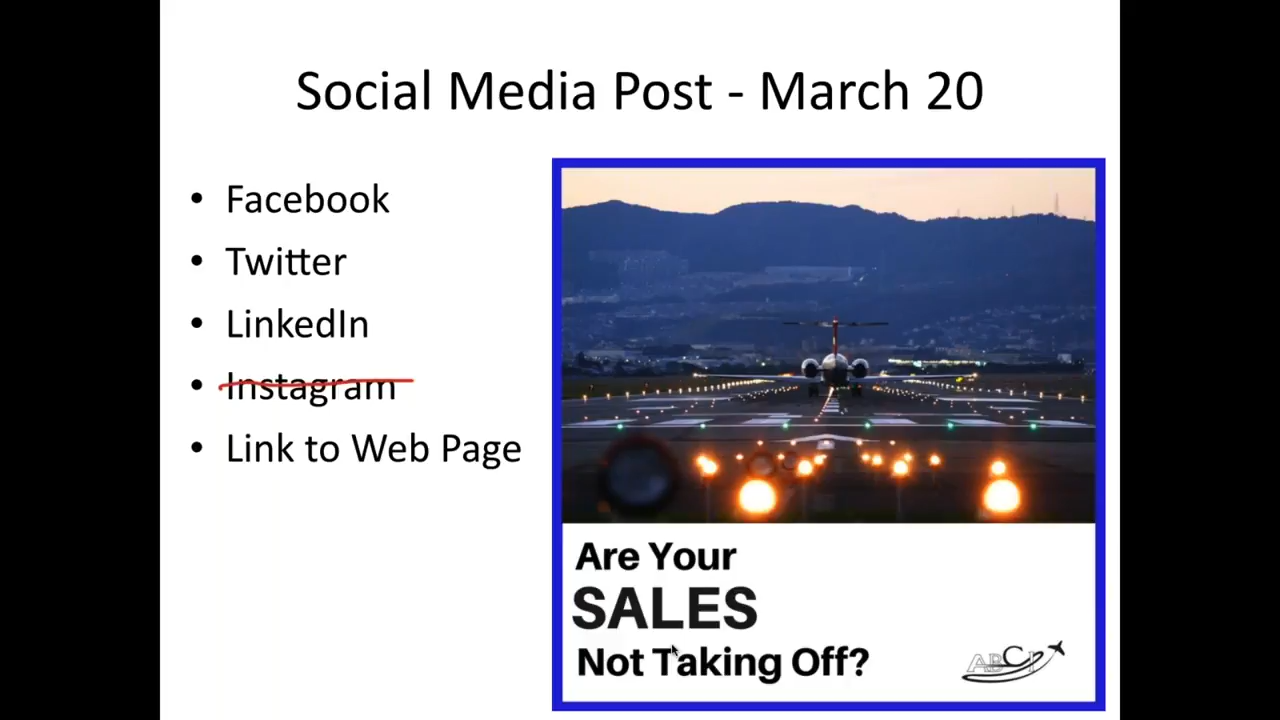 Social Media Post - March 20
• Facebook
• Twitter
• LinkedIn
• Instagram
• Link to Web Page
Are Your
SALES
Not Taking Off?
ABCI